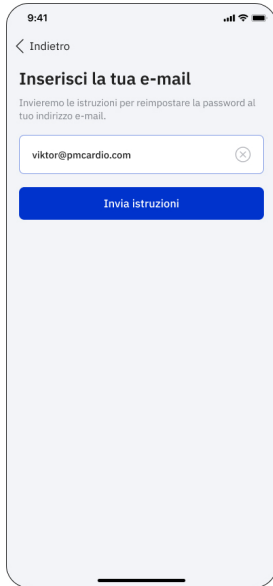 9:41
Indietro
Inserisci la tua e-mail
Invieremo le istruzioni per reimpostare la password al
tuo indirizzo e-mail.
viktor@pmcardio.com
Invia istruzioni